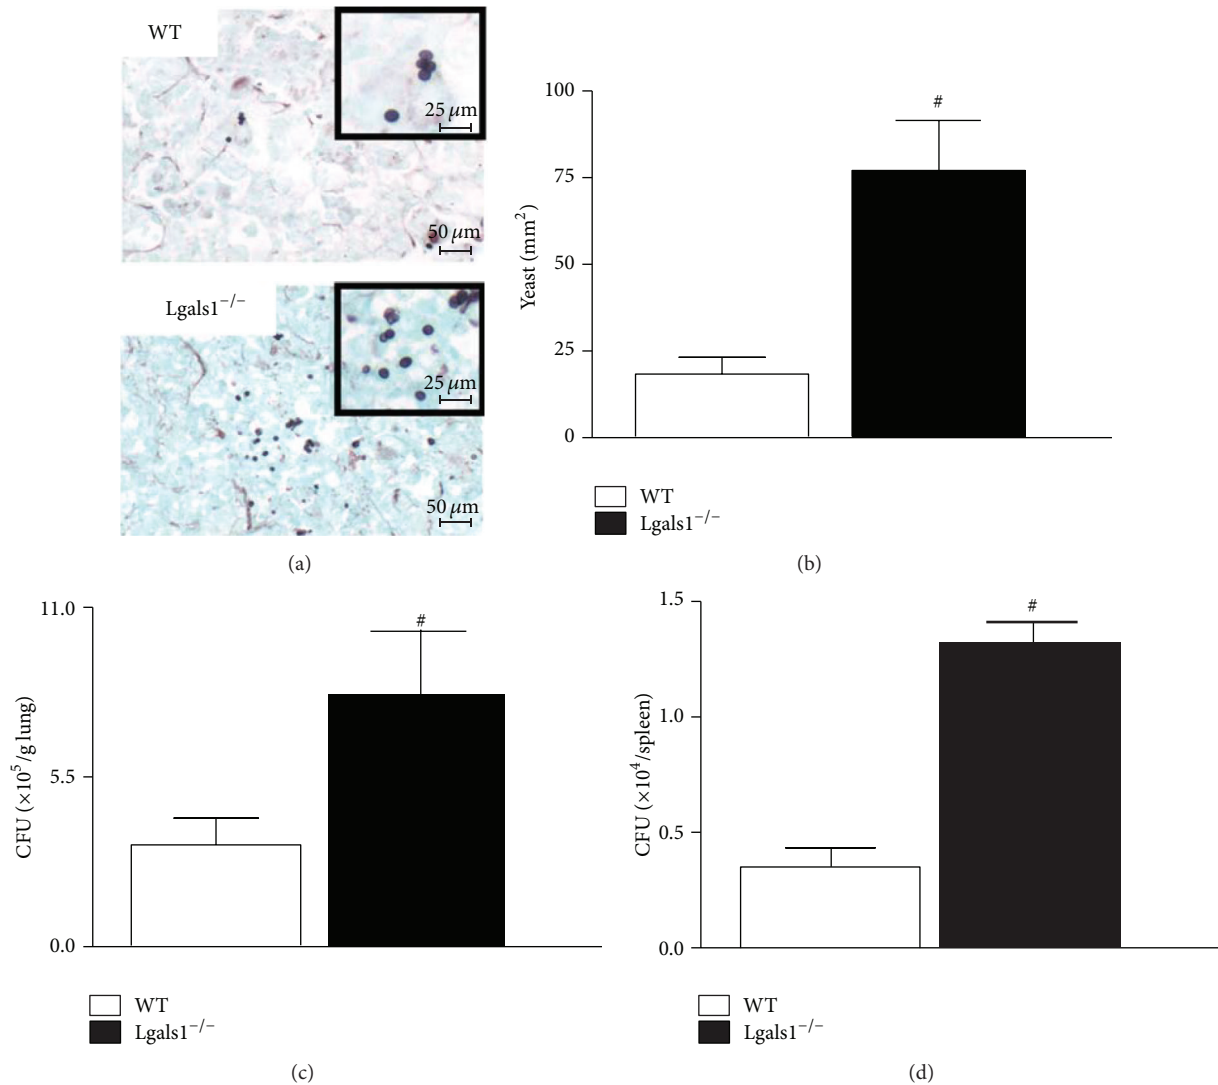 WT
25 μm
50 μm
Lgals1⁻/⁻
25 μm
50 μm
(a)
100
75
50
25
0
Yeast (mm²)
#
WT
Lgals1⁻/⁻
(b)
11.0
5.5
0.0
CFU (×10⁵/g lung)
#
WT
Lgals1⁻/⁻
(c)
1.5
1.0
0.5
0.0
CFU (×10⁴/spleen)
#
WT
Lgals1⁻/⁻
(d)